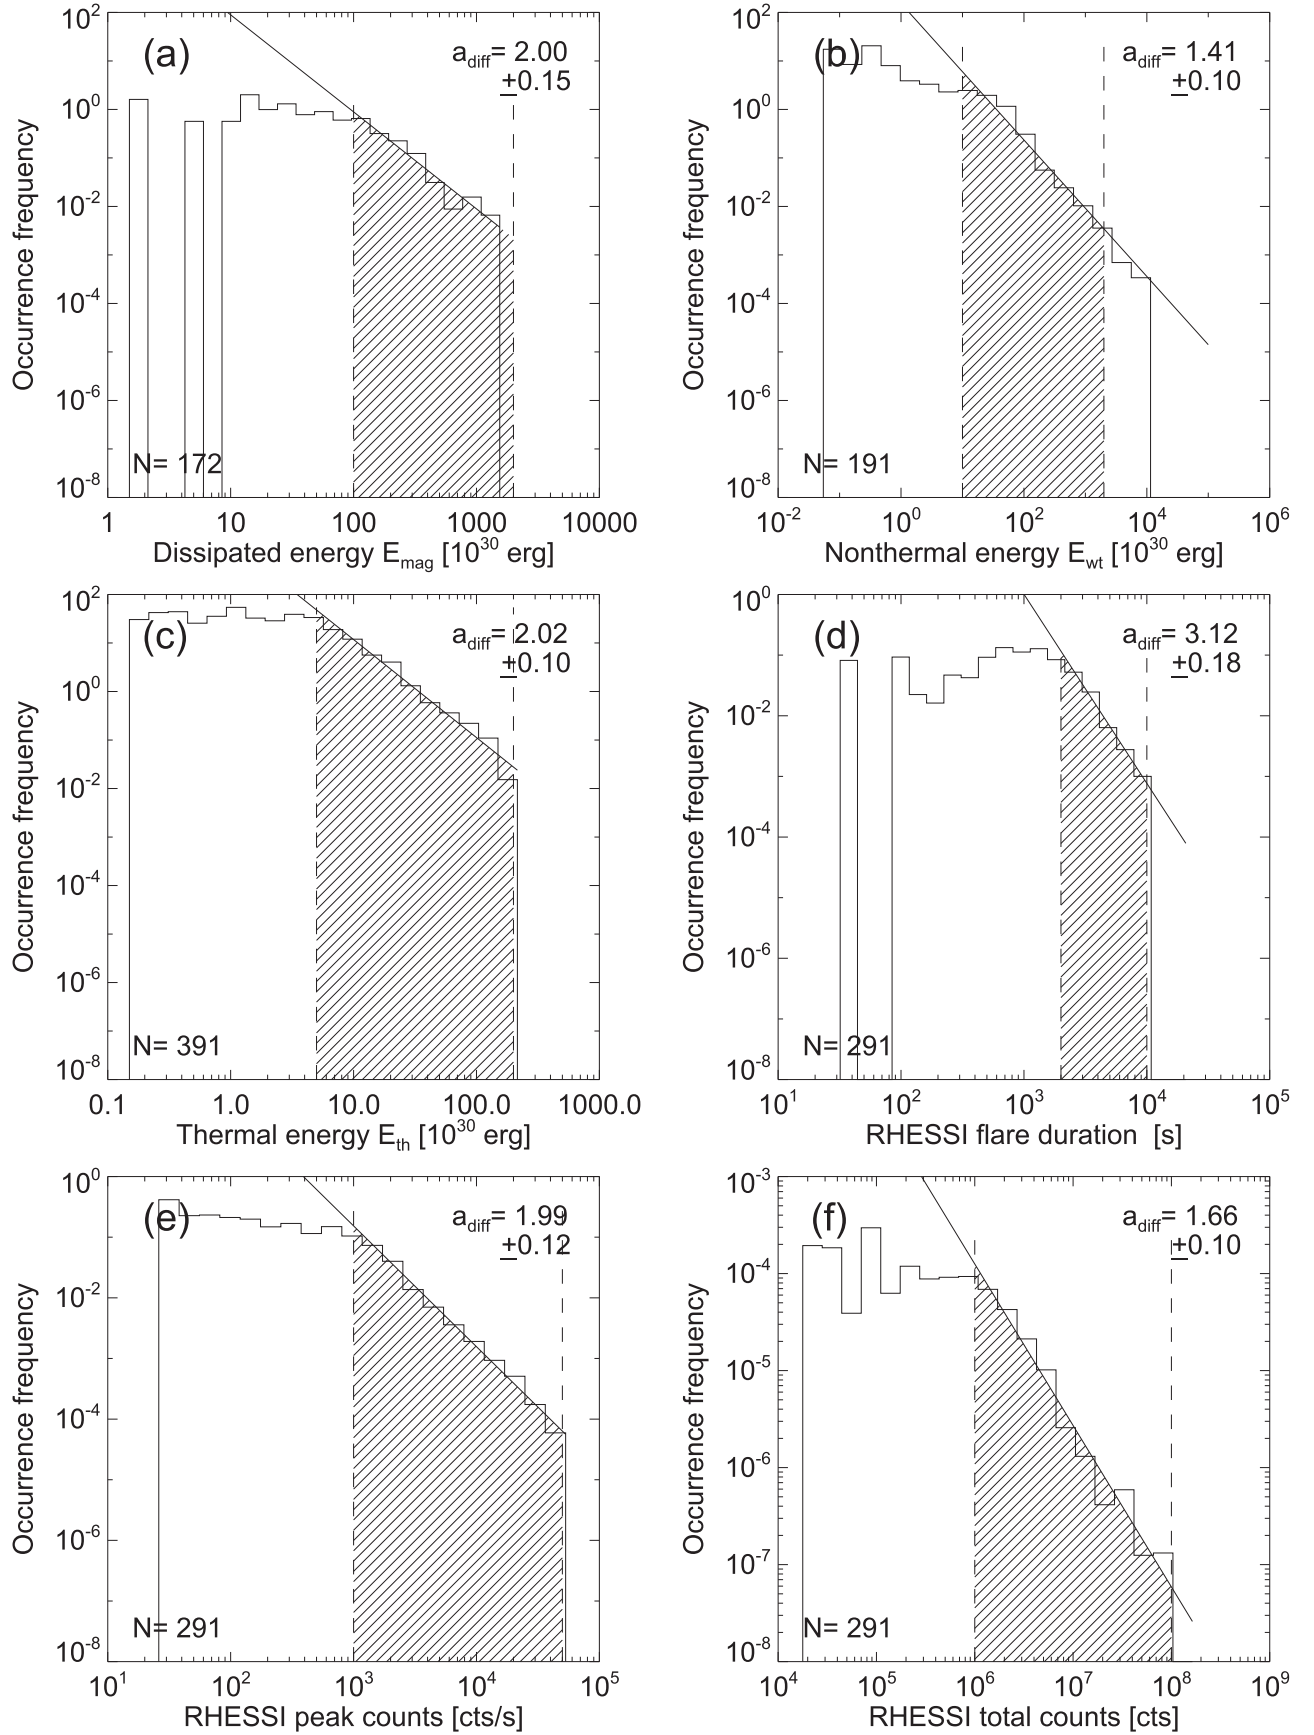 (a)
a_diff= 2.00
±0.15
10^2
10^0
10^-2
10^-4
10^-6
10^-8
Occurrence frequency
N= 172
1 10 100 1000 10000
Dissipated energy E_mag [10^30 erg]
(b)
a_diff= 1.41
±0.10
10^2
10^0
10^-2
10^-4
10^-6
10^-8
Occurrence frequency
N= 191
10^-2 10^0 10^2 10^4 10^6
Nonthermal energy E_wt [10^30 erg]
(c)
a_diff= 2.02
±0.10
10^2
10^0
10^-2
10^-4
10^-6
10^-8
Occurrence frequency
N= 391
0.1 1.0 10.0 100.0 1000.0
Thermal energy E_th [10^30 erg]
(d)
a_diff= 3.12
±0.18
10^0
10^-2
10^-4
10^-6
10^-8
Occurrence frequency
N= 291
10^1 10^2 10^3 10^4 10^5
RHESSI flare duration [s]
(e)
a_diff= 1.99
±0.12
10^0
10^-2
10^-4
10^-6
10^-8
Occurrence frequency
N= 291
10^1 10^2 10^3 10^4 10^5
RHESSI peak counts [cts/s]
(f)
a_diff= 1.66
±0.10
10^-3
10^-4
10^-5
10^-6
10^-7
10^-8
Occurrence frequency
N= 291
10^4 10^5 10^6 10^7 10^8 10^9
RHESSI total counts [cts]